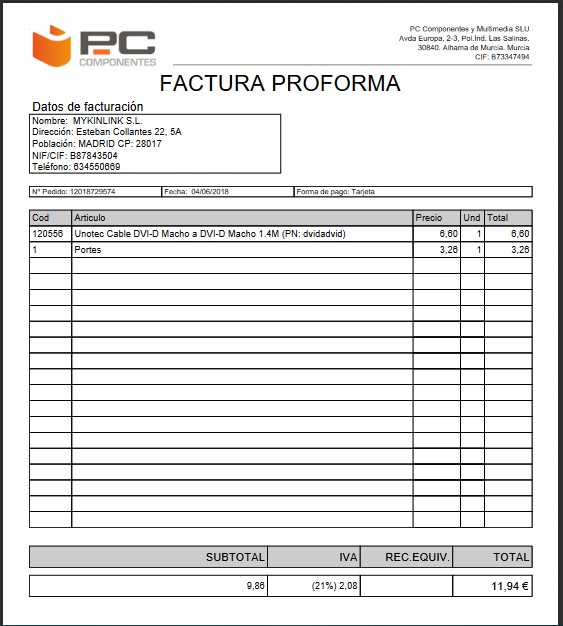 PC
COMPONENTES
PC Componentes y Multimedia SLU
Avda Europa, 2-3, Pol.Ind. Las Salinas.
30840. Alhama de Murcia. Murcia
CIF: B73347494
FACTURA PROFORMA
Datos de facturación
Nombre: MYKINLINK S.L.
Dirección: Esteban Collantes 22, 5A
Población: MADRID CP: 28017
NIF/CIF: B87843504
Teléfono: 634550669
Nº Pedido: 12018729574 Fecha: 04/06/2018 Forma de pago: Tarjeta
Cod Articulo Precio Und Total
120556 Unotec Cable DVI-D Macho a DVI-D Macho 1.4M (PN: dvidadvid) 6,60 1 6,60
1 Portes 3,26 1 3,26
SUBTOTAL IVA REC.EQUIV. TOTAL
9,86 (21%) 2,08 11,94 €